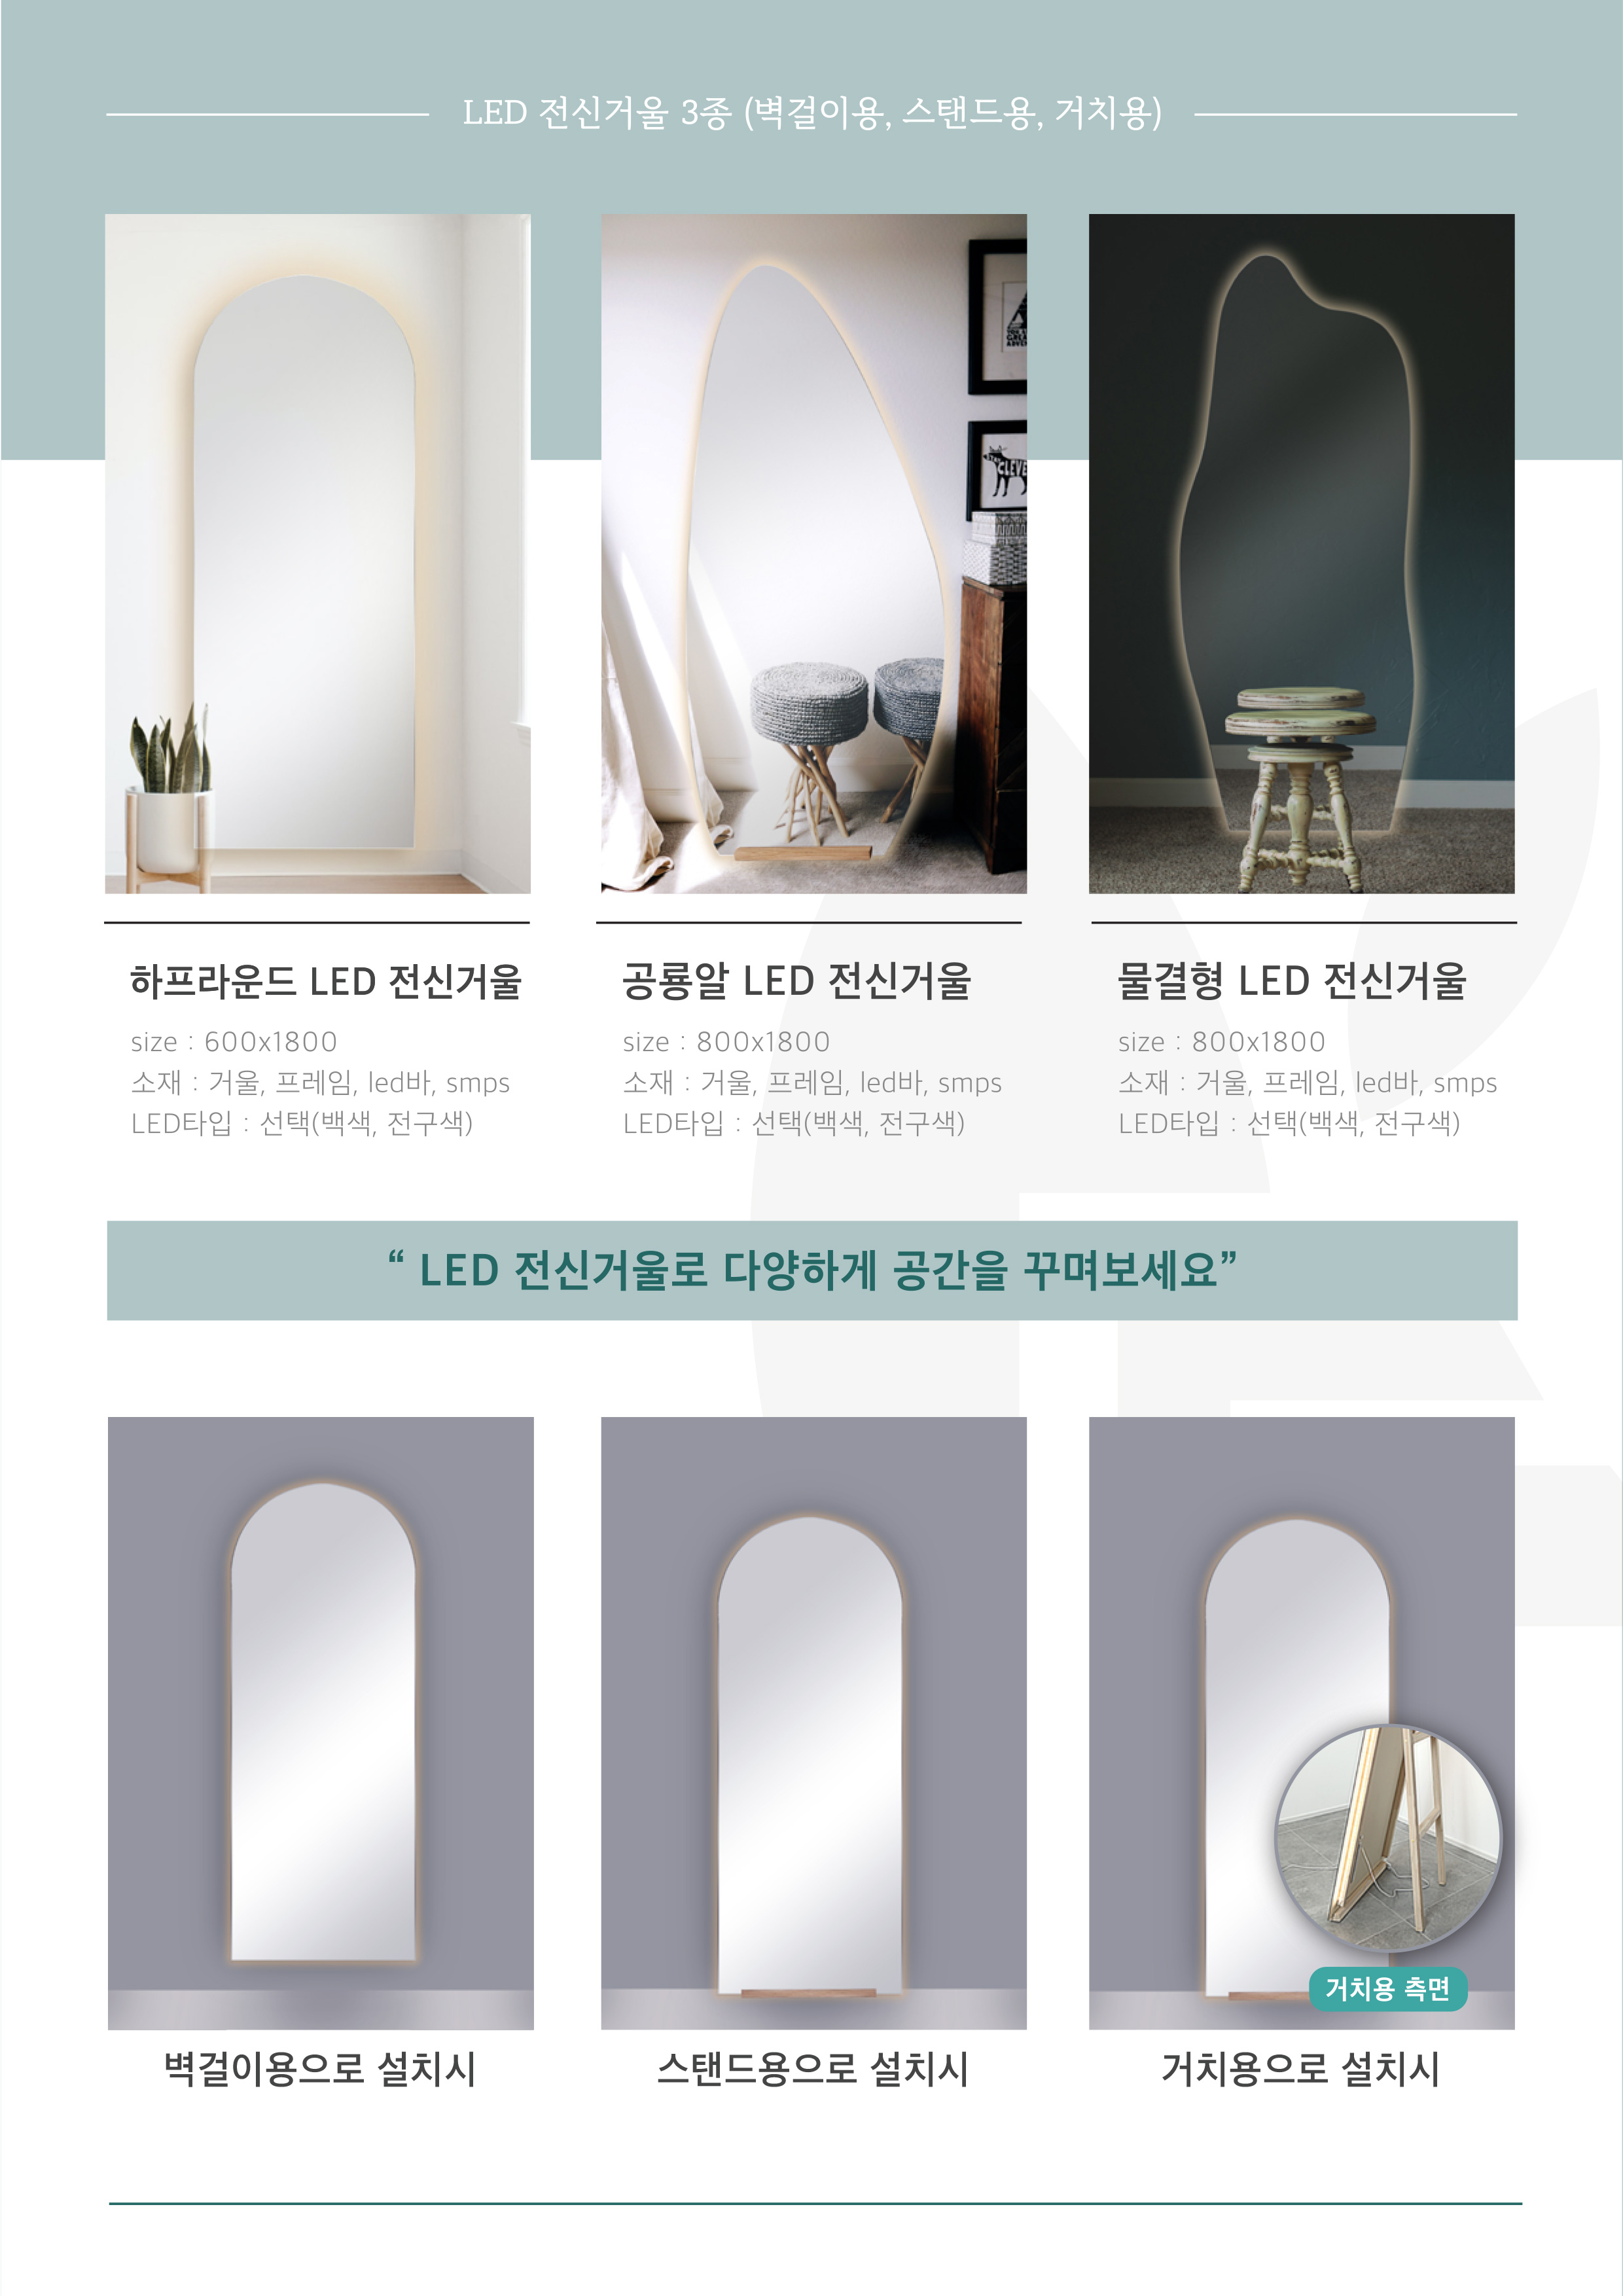 LED 전신거울 3종 (벽걸이용, 스탠드용, 거치용)
CLEVE
하프라운드 LED 전신거울
size : 600x1800
소재 : 거울, 프레임, led바, smps
LED타입 : 선택(백색, 전구색)
공룡알 LED 전신거울
size : 800x1800
소재 : 거울, 프레임, led바, smps
LED타입 : 선택(백색, 전구색)
물결형 LED 전신거울
size : 800x1800
소재 : 거울, 프레임, led바, smps
LED타입 : 선택(백색, 전구색)
“ LED 전신거울로 다양하게 공간을 꾸며보세요”
거치용 측면
벽걸이용으로 설치시
스탠드용으로 설치시
거치용으로 설치시